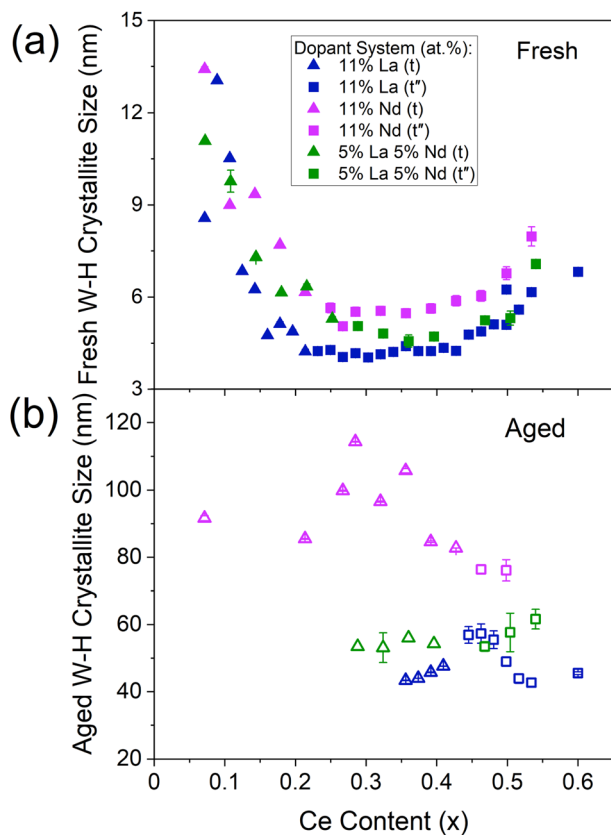 (a)
Fresh W-H Crystallite Size (nm)
15
12
9
6
3
Dopant System (at.%):
11% La (t)
11% La (t″)
11% Nd (t)
11% Nd (t″)
5% La 5% Nd (t)
5% La 5% Nd (t″)
Fresh
(b)
Aged W-H Crystallite Size (nm)
120
100
80
60
40
20
Aged
0 0.1 0.2 0.3 0.4 0.5 0.6
Ce Content (x)